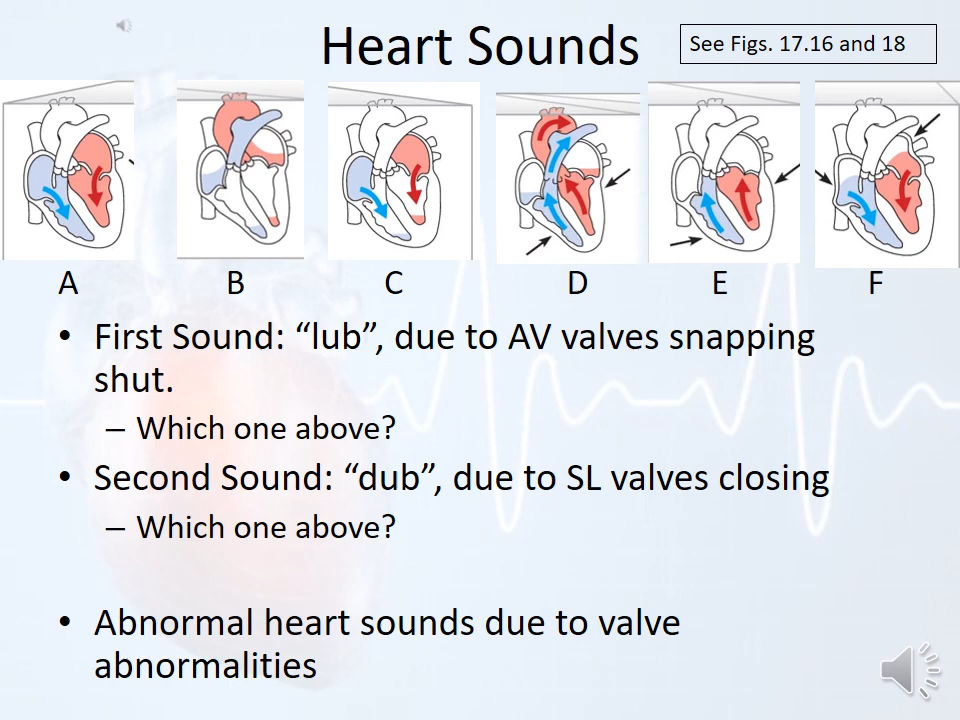 Heart Sounds
See Figs. 17.16 and 18
A B C D E F
• First Sound: “lub”, due to AV valves snapping
shut.
– Which one above?
• Second Sound: “dub”, due to SL valves closing
– Which one above?
• Abnormal heart sounds due to valve
abnormalities